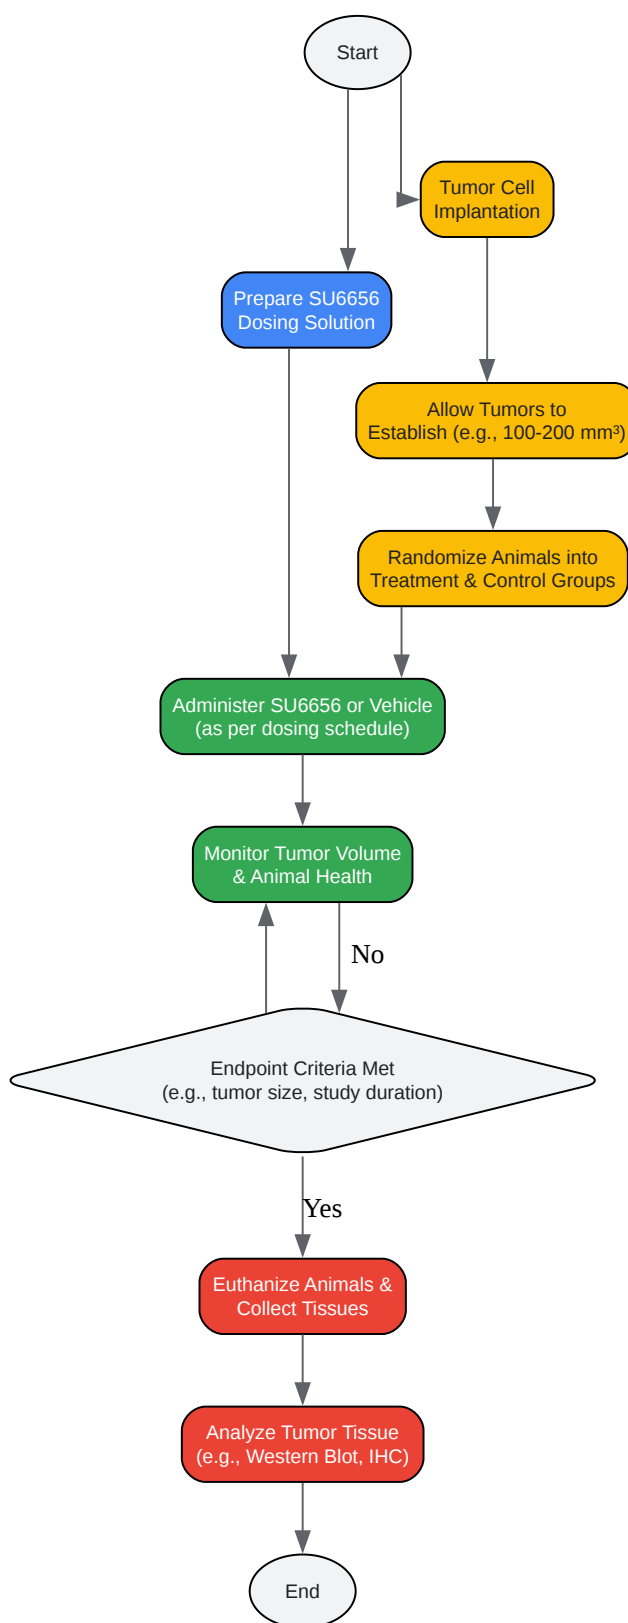 Start
Tumor Cell
Implantation
Prepare SU6656
Dosing Solution
Allow Tumors to
Establish (e.g., 100-200 mm³)
Randomize Animals into
Treatment & Control Groups
Administer SU6656 or Vehicle
(as per dosing schedule)
Monitor Tumor Volume
& Animal Health
No
Endpoint Criteria Met
(e.g., tumor size, study duration)
Yes
Euthanize Animals &
Collect Tissues
Analyze Tumor Tissue
(e.g., Western Blot, IHC)
End